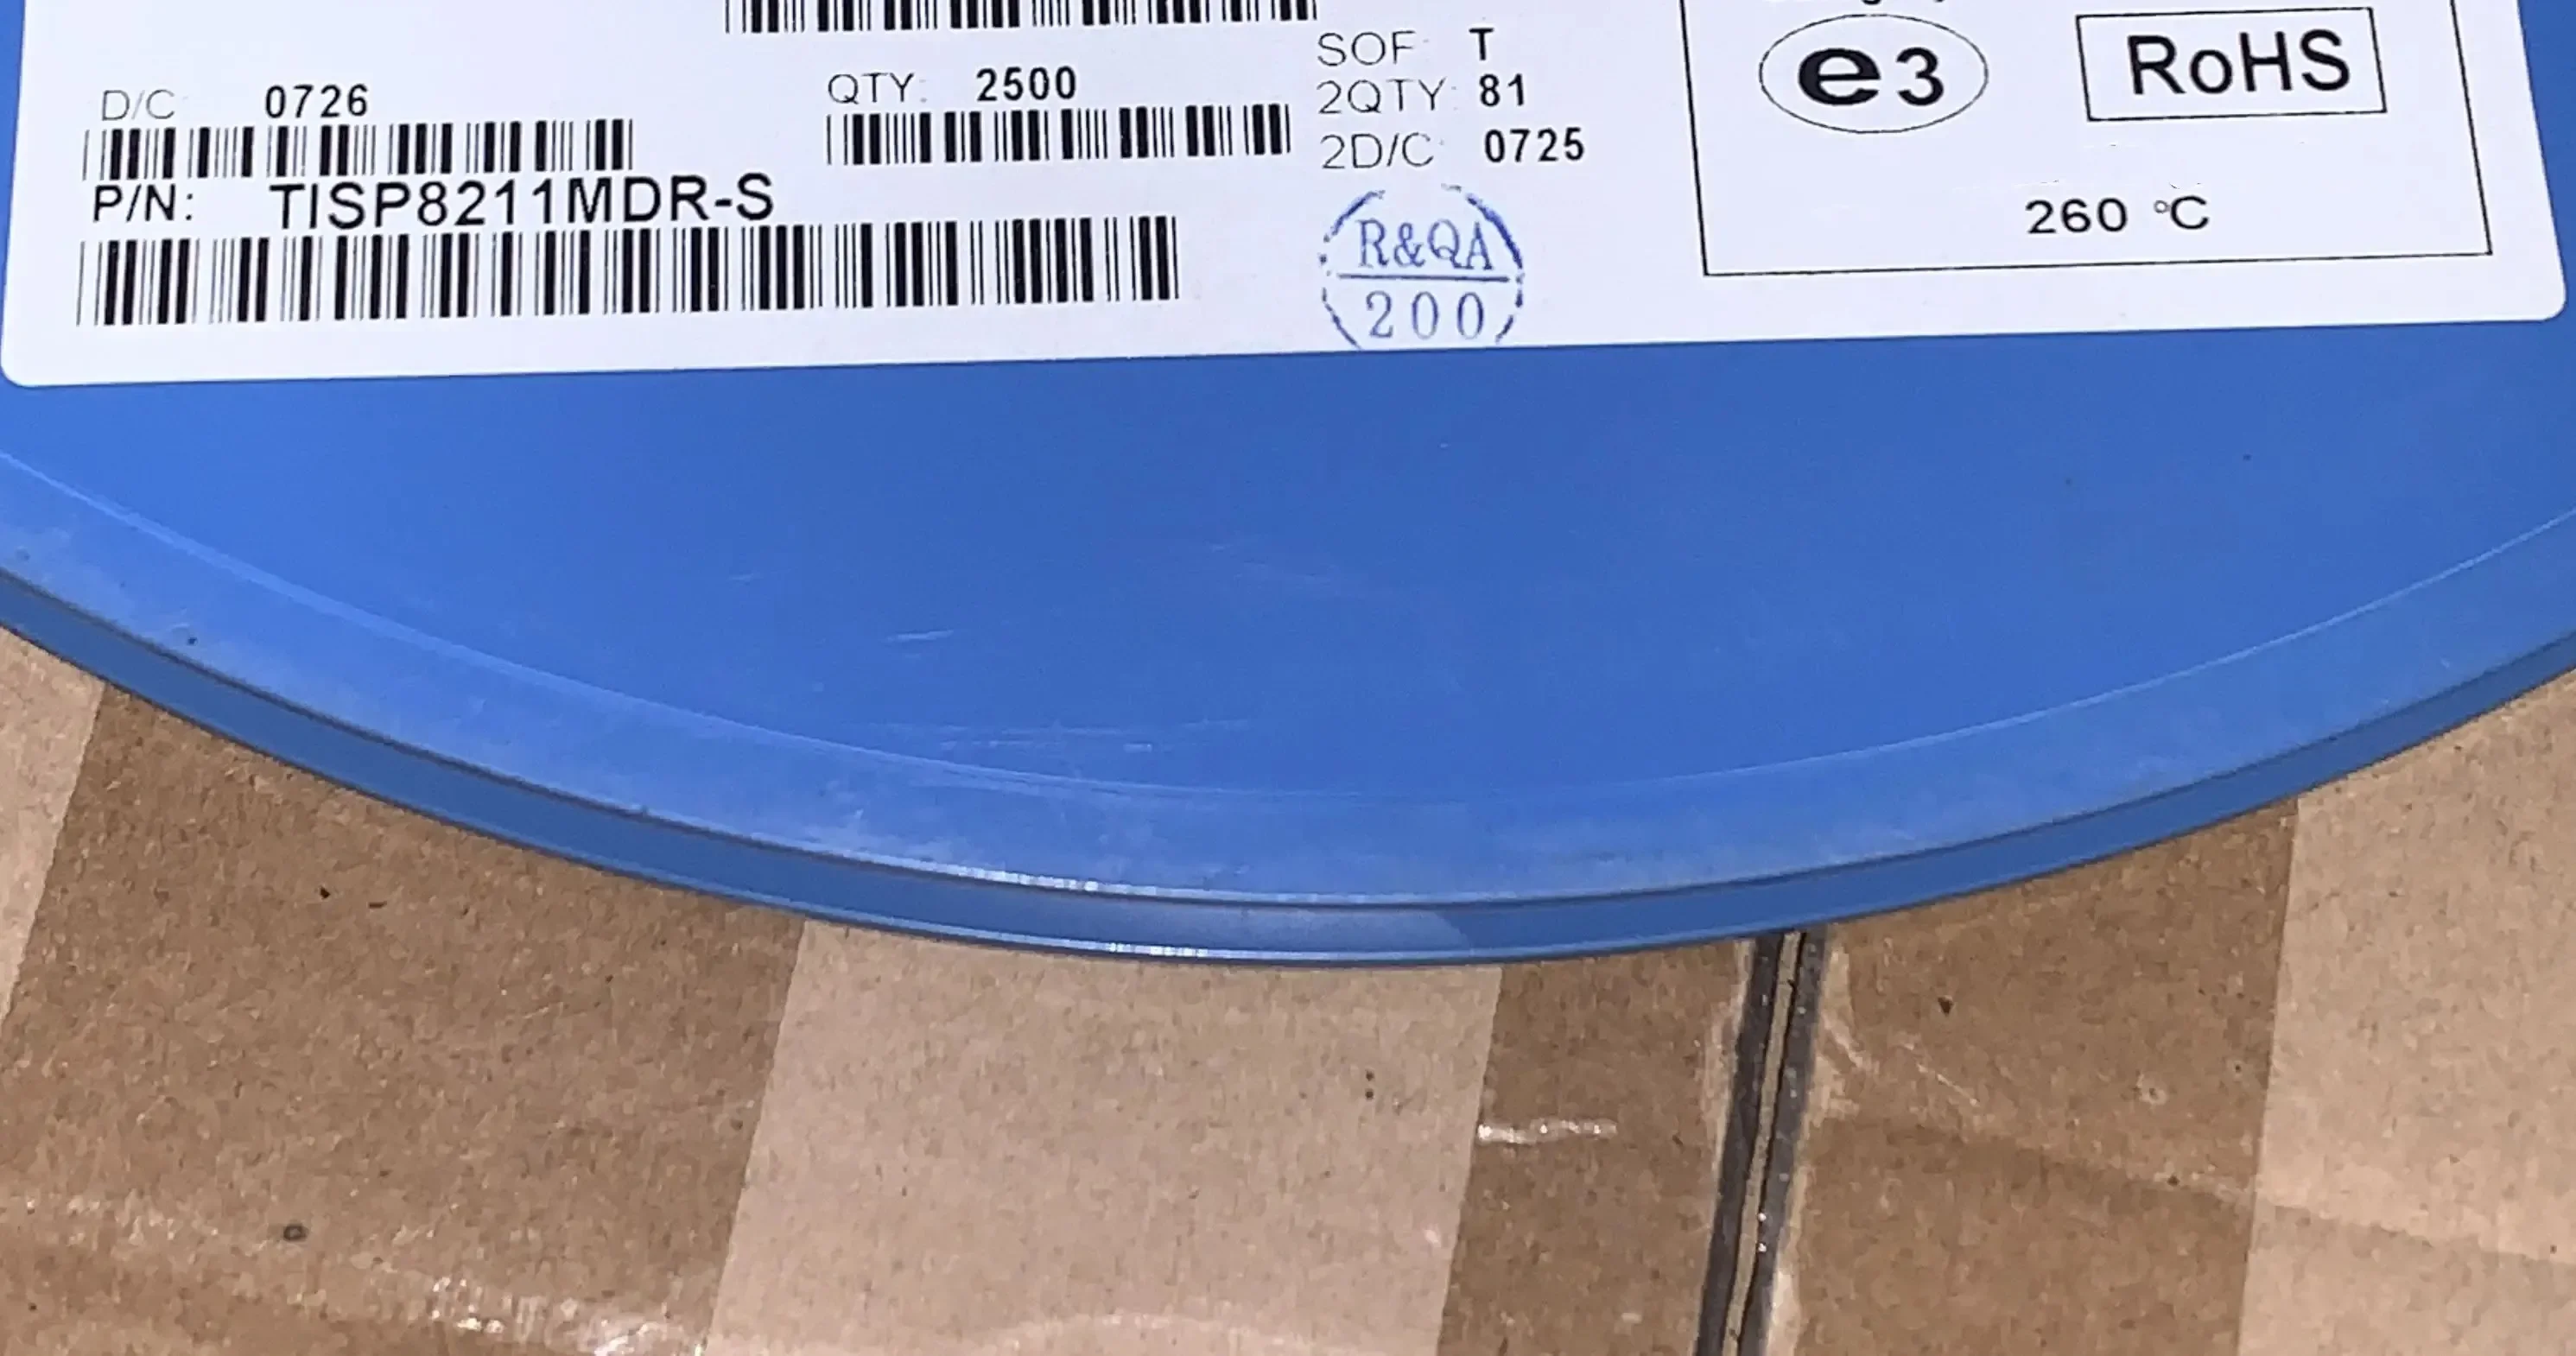 D/C: 0726
QTY: 2500
SOF: T
2QTY: 81
2D/C: 0725
P/N: TISP8211MDR-S
R&QA
200
e3
RoHS
260 °C